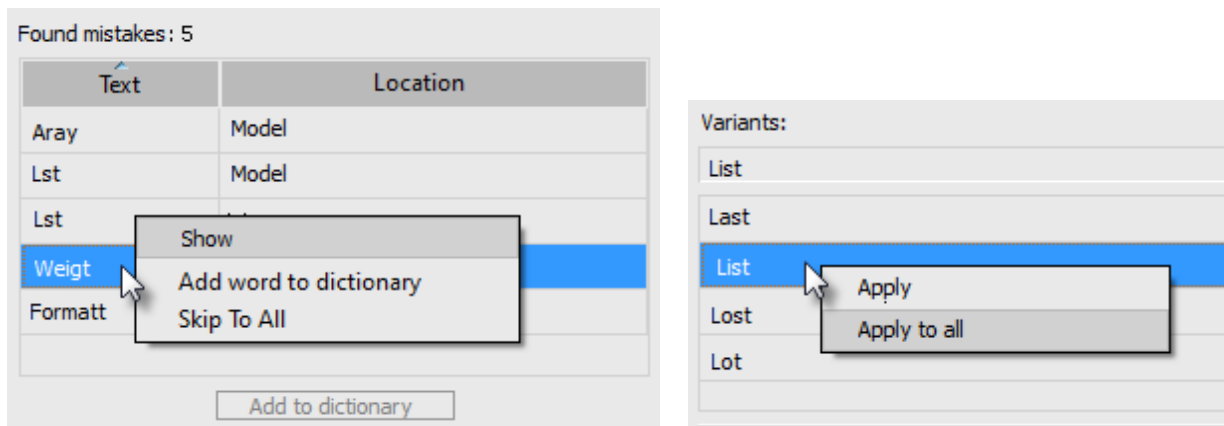 Found mistakes: 5
Text Location
Aray Model
Lst Model
Lst
Show
Weigt
Add word to dictionary
Formatt
Skip To All
Add to dictionary
Variants:
List
Last
List
Apply
Lost
Apply to all
Lot